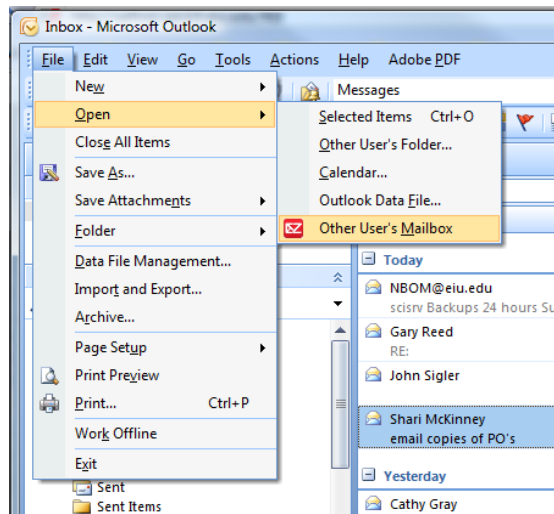 Inbox - Microsoft Outlook
File Edit View Go Tools Actions Help Adobe PDF
Messages
New
Open
Close All Items
Save As...
Save Attachments
Folder
Data File Management...
Import and Export...
Archive...
Page Setup
Print Preview
Print... Ctrl+P
Work Offline
Exit
Selected Items Ctrl+O
Other User's Folder...
Calendar...
Outlook Data File...
Other User's Mailbox
Today
NBOM@eiu.edu
scisrv Backups 24 hours
Gary Reed
RE:
John Sigler
Shari McKinney
email copies of PO's
Yesterday
Cathy Gray
Sent
Sent Items